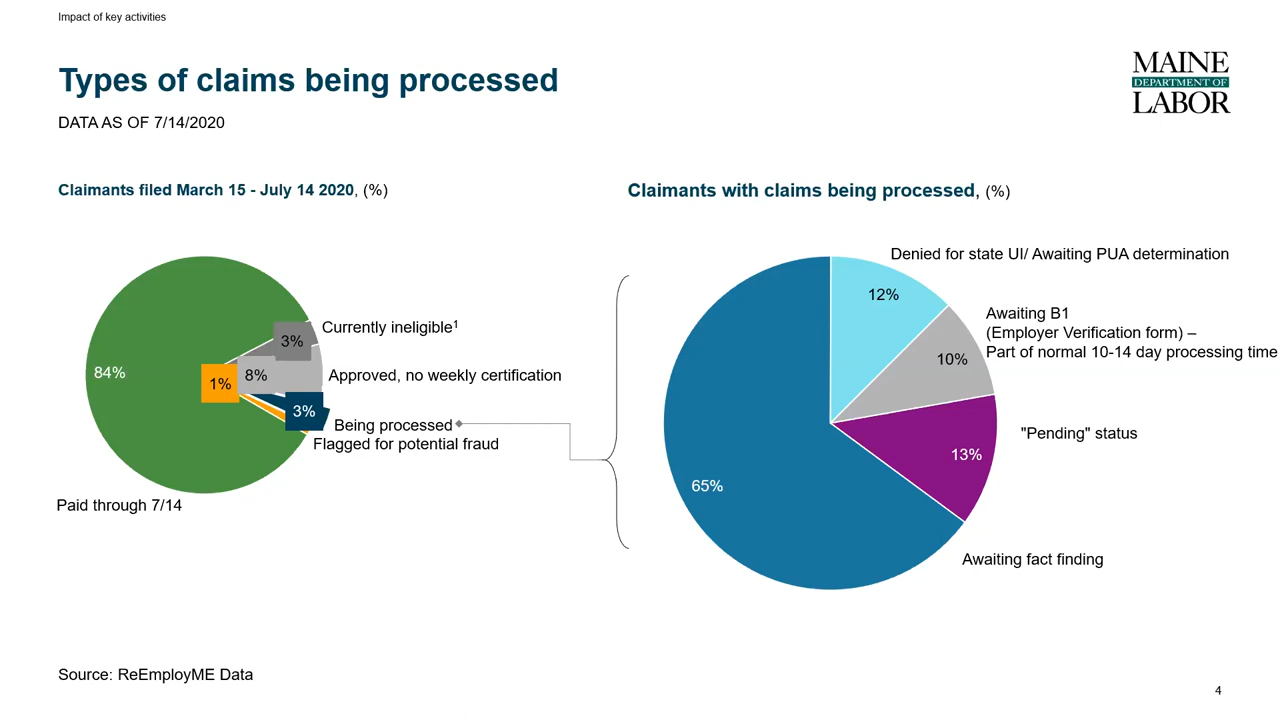 Impact of key activities
Types of claims being processed
DATA AS OF 7/14/2020
MAINE
DEPARTMENT OF
LABOR
Claimants filed March 15 - July 14 2020, (%)
84%
3%
8%
1%
3%
Currently ineligible¹
Approved, no weekly certification
Being processed
Flagged for potential fraud
Paid through 7/14
Claimants with claims being processed, (%)
Denied for state UI/ Awaiting PUA determination
12%
Awaiting B1
(Employer Verification form) –
Part of normal 10-14 day processing time
10%
"Pending" status
13%
65%
Awaiting fact finding
Source: ReEmployME Data
4